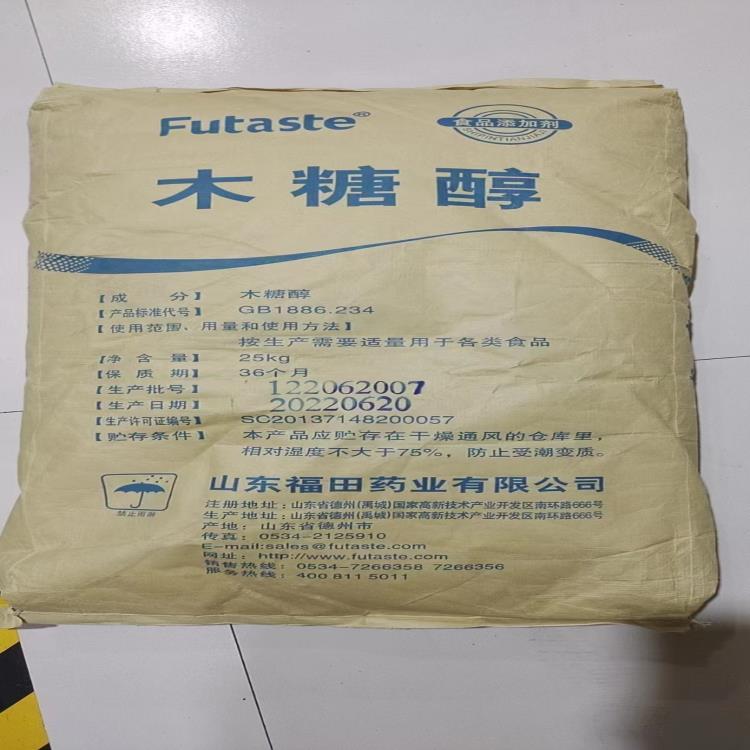 Futaste®
食品添加剂
SHIPINTIANJIAJI
木糖醇
【成 分】 木糖醇
【产品标准代号】 GB1886.234
【使用范围、用量和使用方法】
按生产需要适量用于各类食品
【净 含 量】 25kg
【保 质 期】 36个月
【生产批号】 122062007
【生产日期】 20220620
【生产许可证编号】 SC20137148200057
【贮存条件】 本产品应贮存在干燥通风的仓库里，
相对湿度不大于75%，防止受潮变质。
禁止雨淋
山东福田药业有限公司
注册地址：山东省德州(禹城)国家高新技术产业开发区南环路666号
生产地址：山东省德州(禹城)国家高新技术产业开发区南环路666号
产地：山东省德州市
传真：0534-2125910
E-mail:sales@futaste.com
网址：http://www.futaste.com
销售热线：0534-7266358 7266356
服务热线：400 811 5011